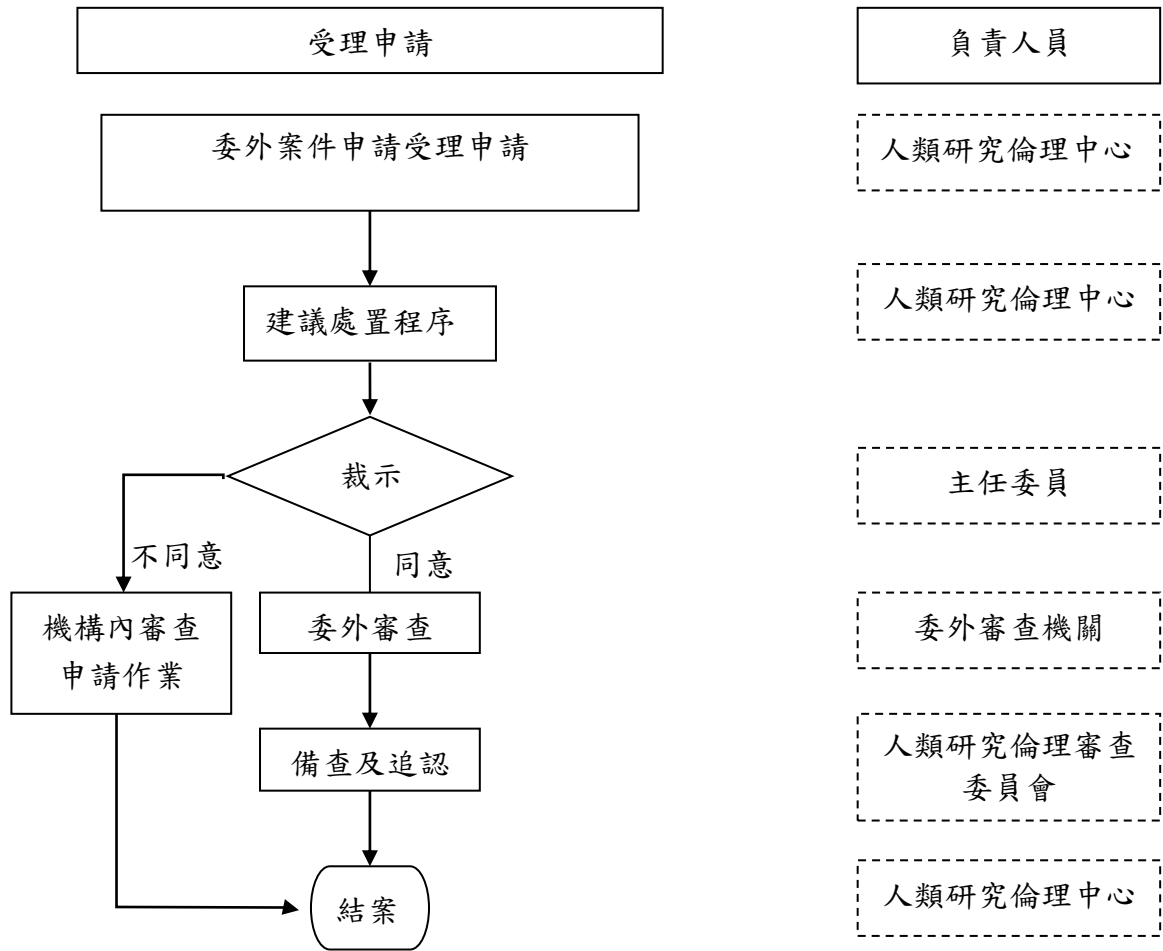 受理申請
負責人員
委外案件申請受理申請
人類研究倫理中心
建議處置程序
人類研究倫理中心
裁示
主任委員
不同意
同意
機構內審查
申請作業
委外審查
委外審查機關
備查及追認
人類研究倫理審查
委員會
結案
人類研究倫理中心